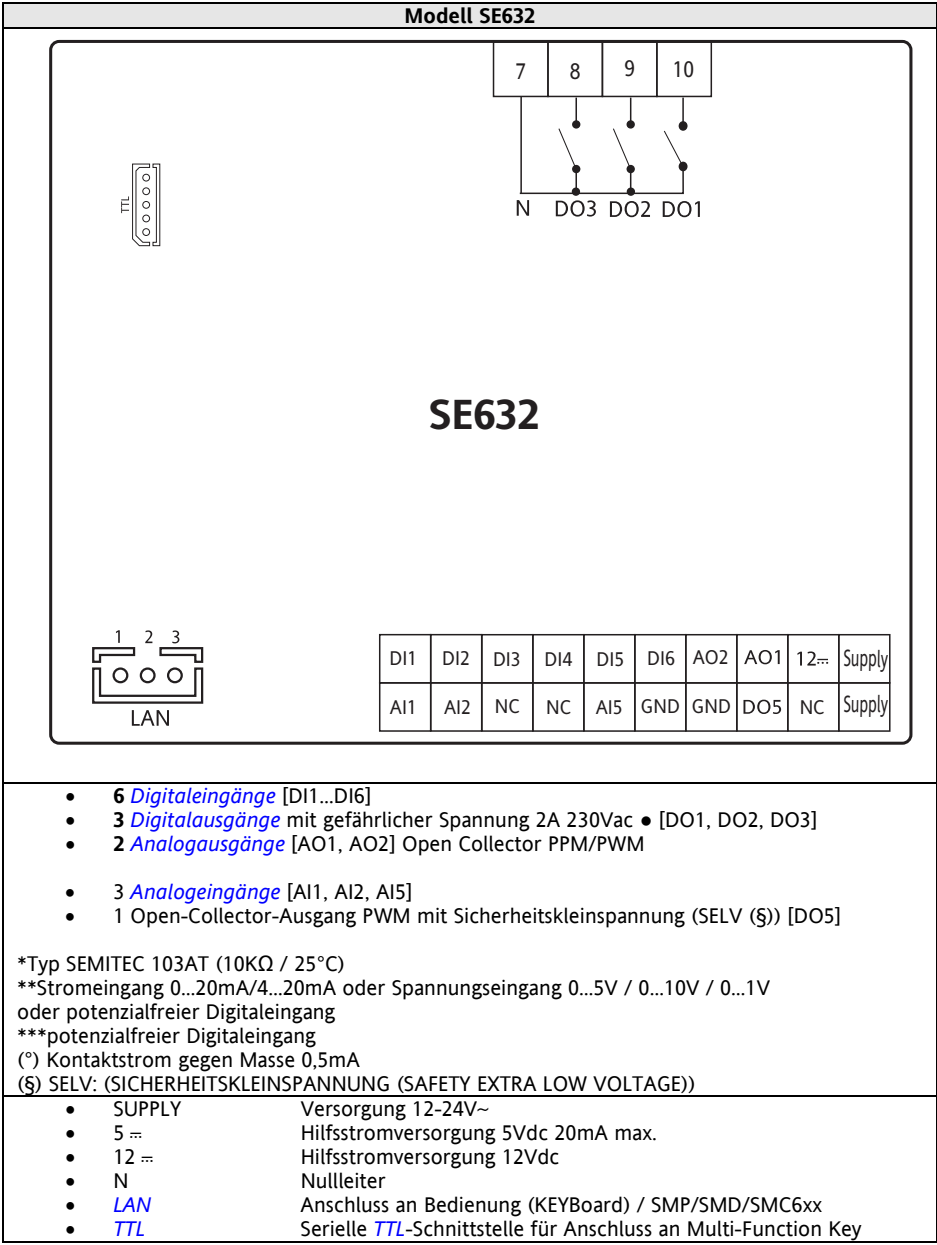 Modell SE632
7 8 9 10
TTL
N DO3 DO2 DO1
SE632
1 2 3
LAN
DI1 DI2 DI3 DI4 DI5 DI6 AO2 AO1 12⎓ Supply
AI1 AI2 NC NC AI5 GND GND DO5 NC Supply
• 6 Digitaleingänge [DI1...DI6]
• 3 Digitalausgänge mit gefährlicher Spannung 2A 230Vac ● [DO1, DO2, DO3]
• 2 Analogausgänge [AO1, AO2] Open Collector PPM/PWM
• 3 Analogeingänge [AI1, AI2, AI5]
• 1 Open-Collector-Ausgang PWM mit Sicherheitskleinspannung (SELV (§)) [DO5]
*Typ SEMITEC 103AT (10KΩ / 25°C)
**Stromeingang 0...20mA/4...20mA oder Spannungseingang 0...5V / 0...10V / 0...1V
oder potenzialfreier Digitaleingang
***potenzialfreier Digitaleingang
(°) Kontaktstrom gegen Masse 0,5mA
(§) SELV: (SICHERHEITSKLEINSPANNUNG (SAFETY EXTRA LOW VOLTAGE))
• SUPPLY Versorgung 12-24V~
• 5 ⎓ Hilfsstromversorgung 5Vdc 20mA max.
• 12 ⎓ Hilfsstromversorgung 12Vdc
• N Nullleiter
• LAN Anschluss an Bedienung (KEYBoard) / SMP/SMD/SMC6xx
• TTL Serielle TTL-Schnittstelle für Anschluss an Multi-Function Key